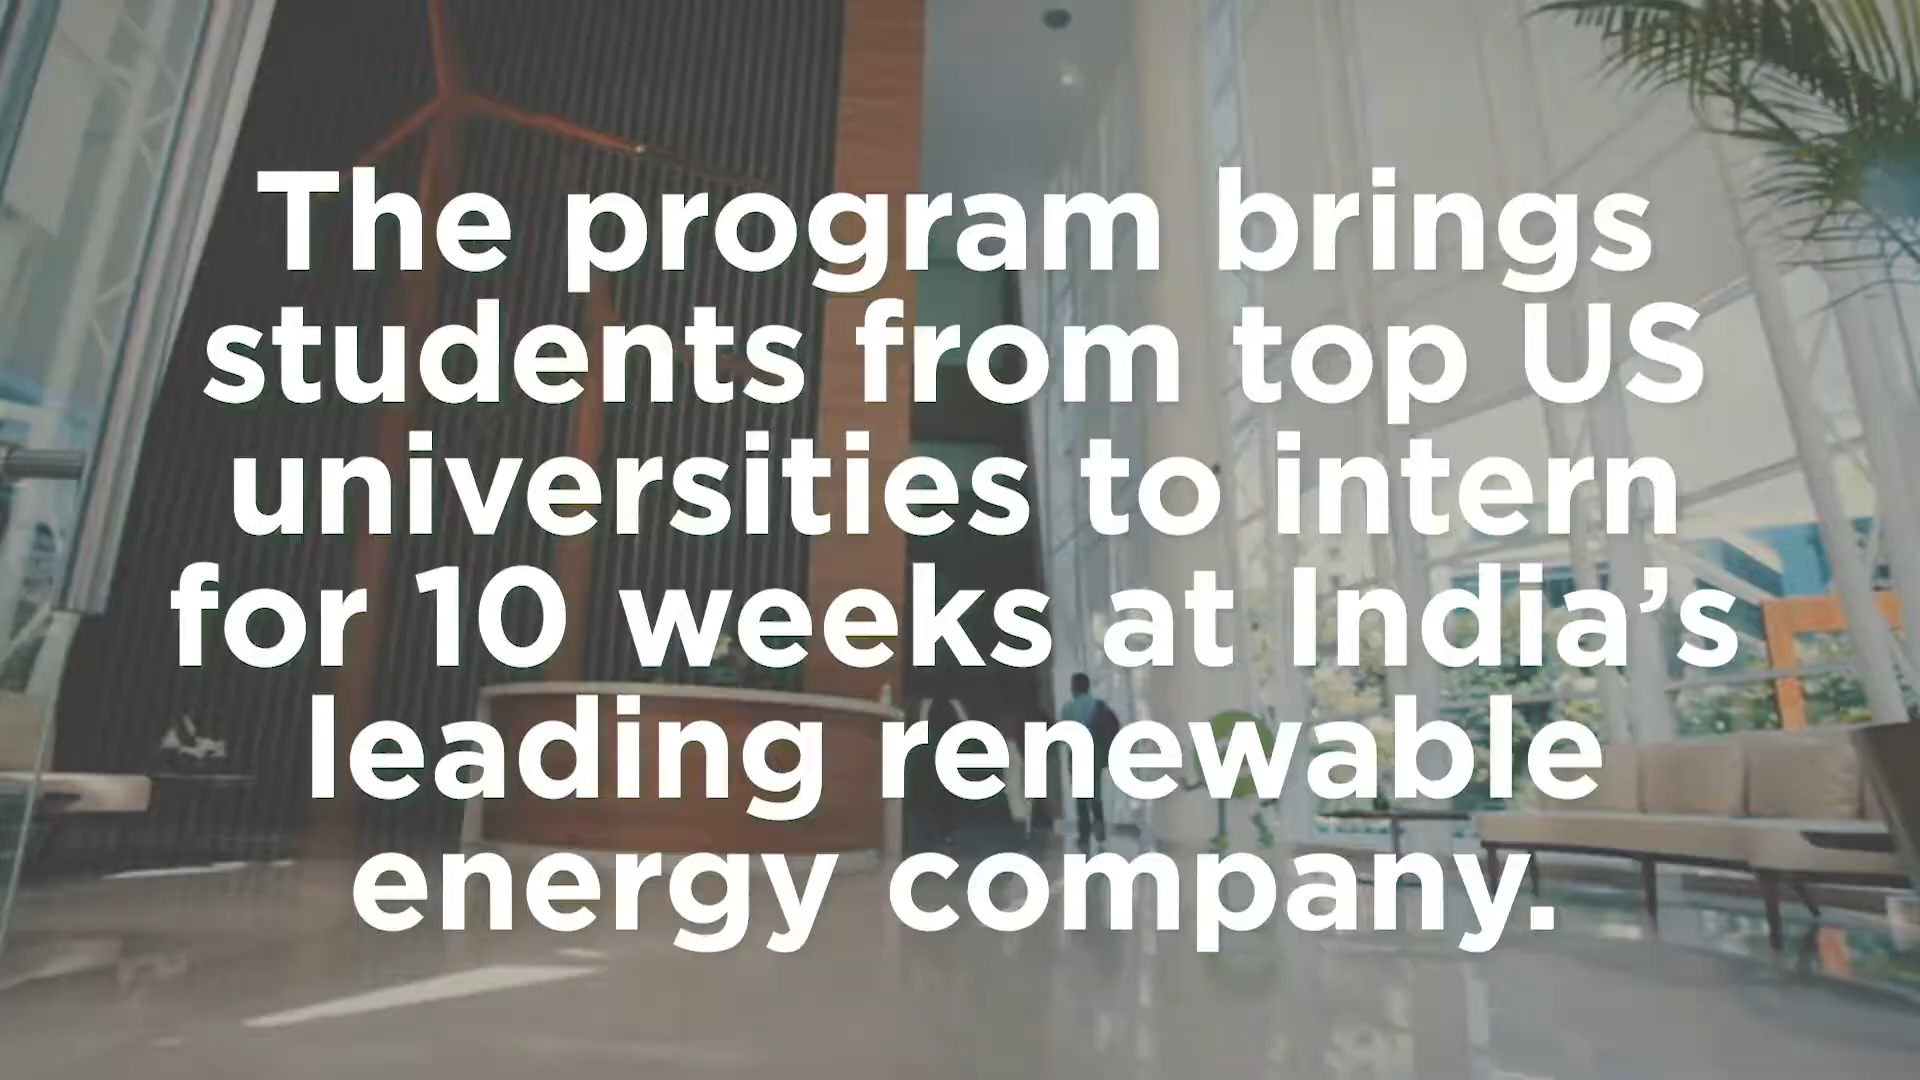 The program brings
students from top US
universities to intern
for 10 weeks at India’s
leading renewable
energy company.